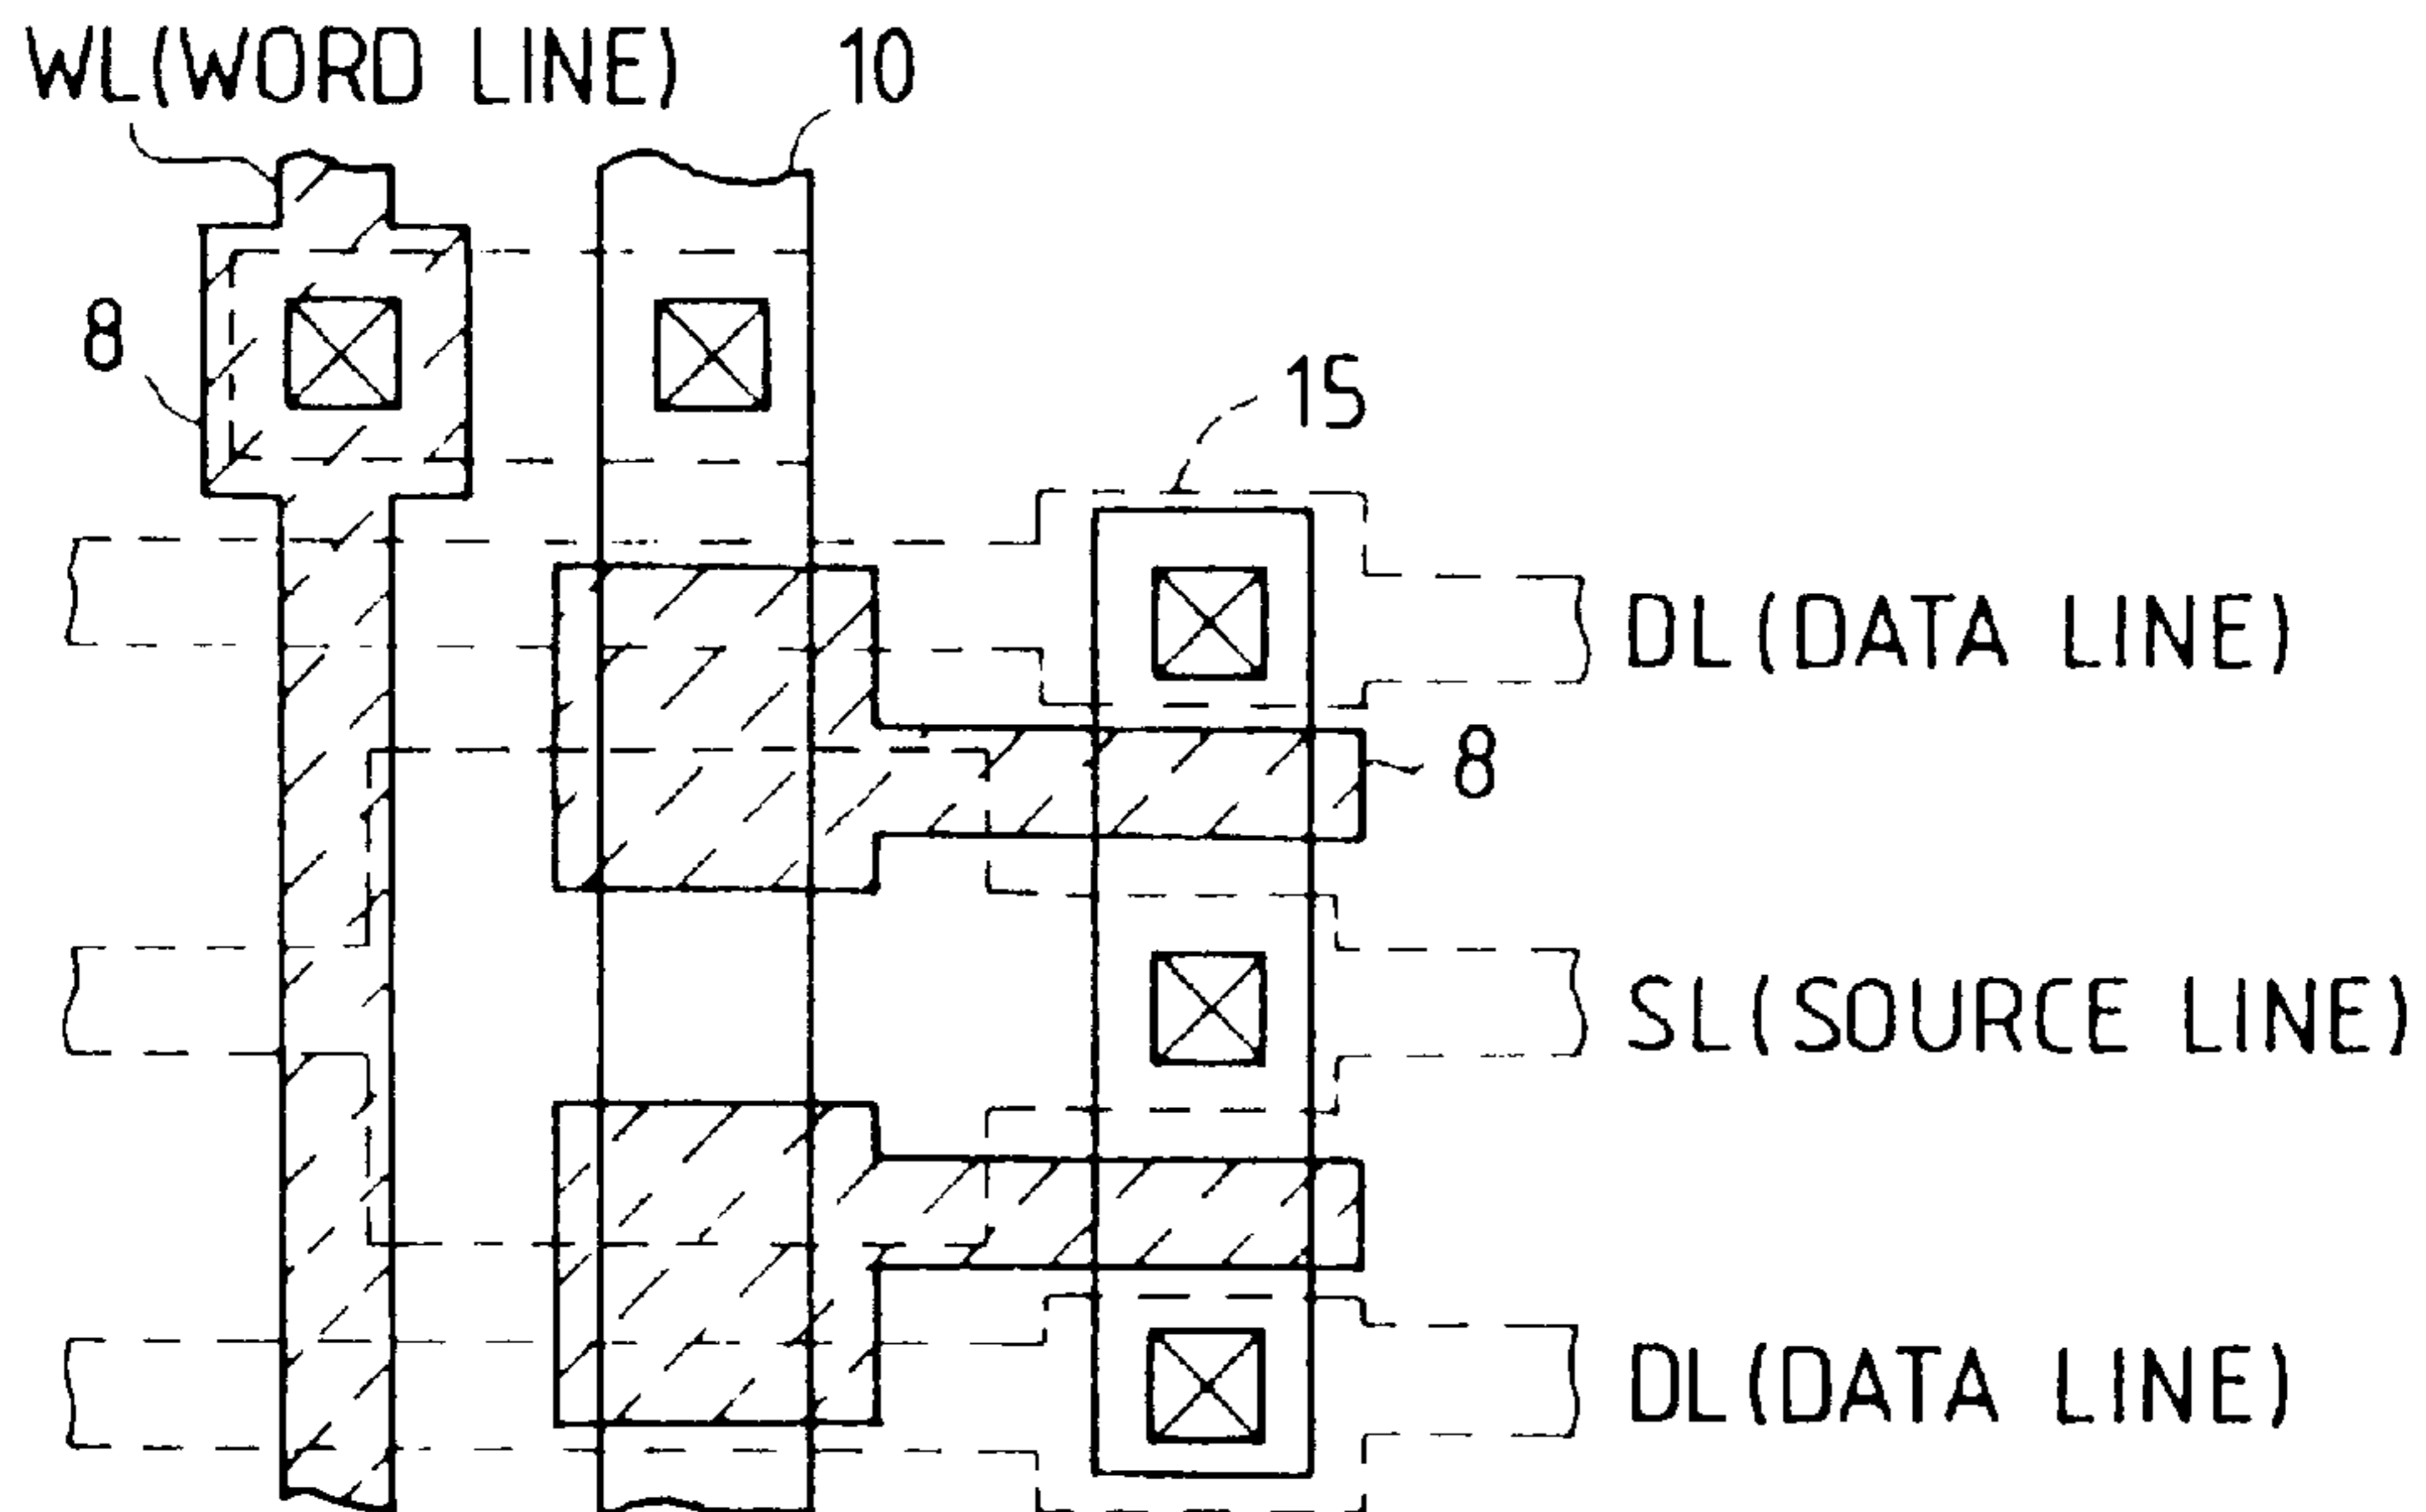 WL(WORD LINE)
10
8
15
DL(DATA LINE)
8
SL(SOURCE LINE)
DL(DATA LINE)